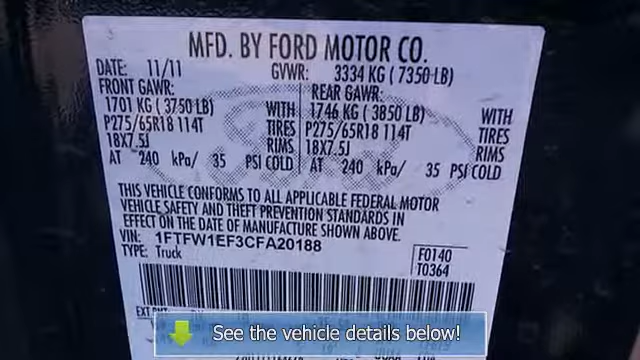 MFD. BY FORD MOTOR CO.
DATE: 11/11 GVWR: 3334 KG ( 7350 LB)
FRONT GAWR: REAR GAWR:
1701 KG (3750 LB) WITH 1746 KG ( 3850 LB) WITH
P275/65R18 114T TIRES P275/65R18 114T TIRES
18X7.5J RIMS 18X7.5J RIMS
AT 240 kPa/ 35 PSI COLD AT 240 kPa/ 35 PSI COLD
THIS VEHICLE CONFORMS TO ALL APPLICABLE FEDERAL MOTOR
VEHICLE SAFETY AND THEFT PREVENTION STANDARDS IN
EFFECT ON THE DATE OF MANUFACTURE SHOWN ABOVE.
VIN: 1FTFW1EF3CFA20188
TYPE: Truck
F0140
T0364
EXT PNT:
See the vehicle details below!